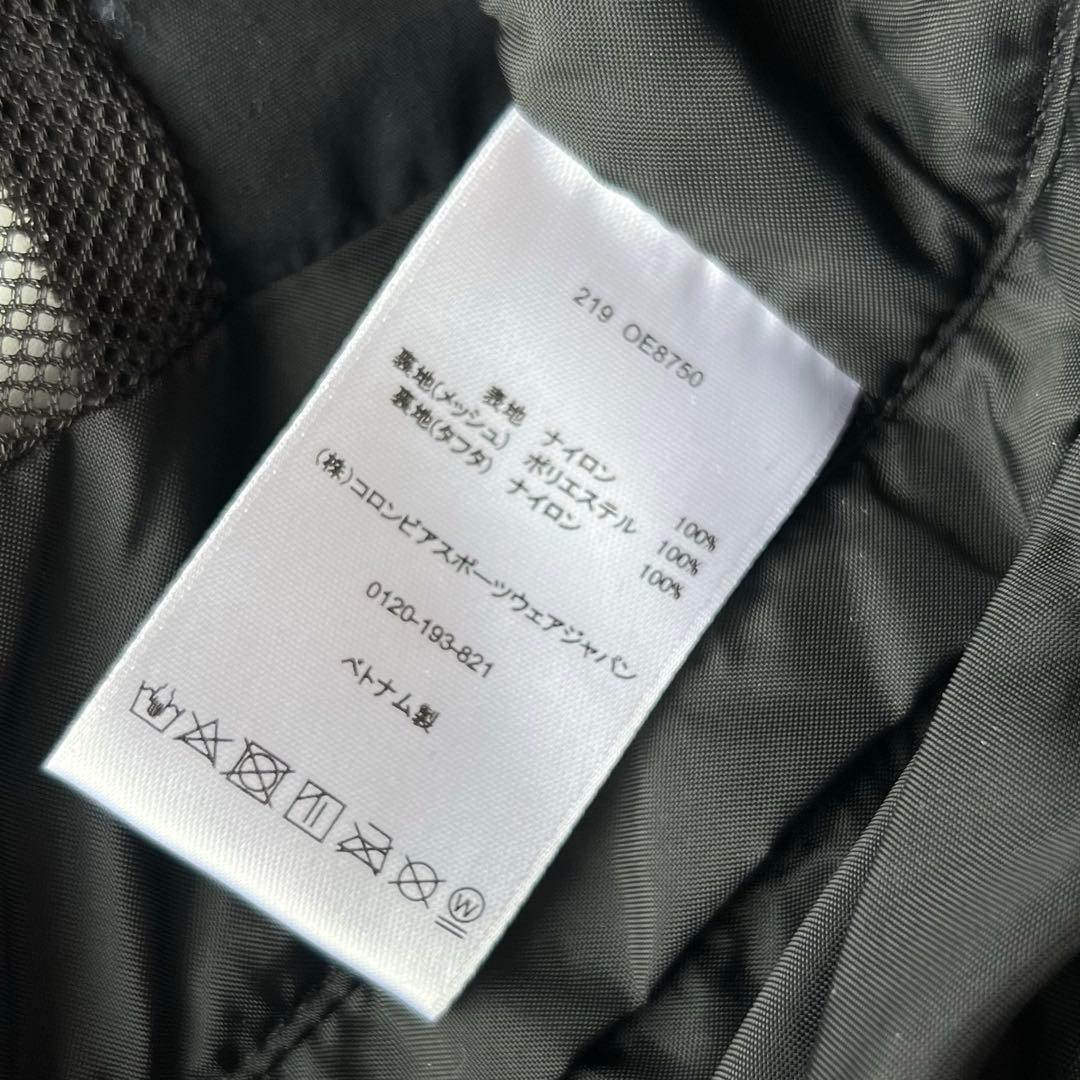 219 OE8750
表地 ナイロン 100%
裏地(メッシュ) ポリエステル 100%
裏地(タフタ) ナイロン 100%
(株)コロンビアスポーツウェアジャパン
0120-193-821
ベトナム製
W